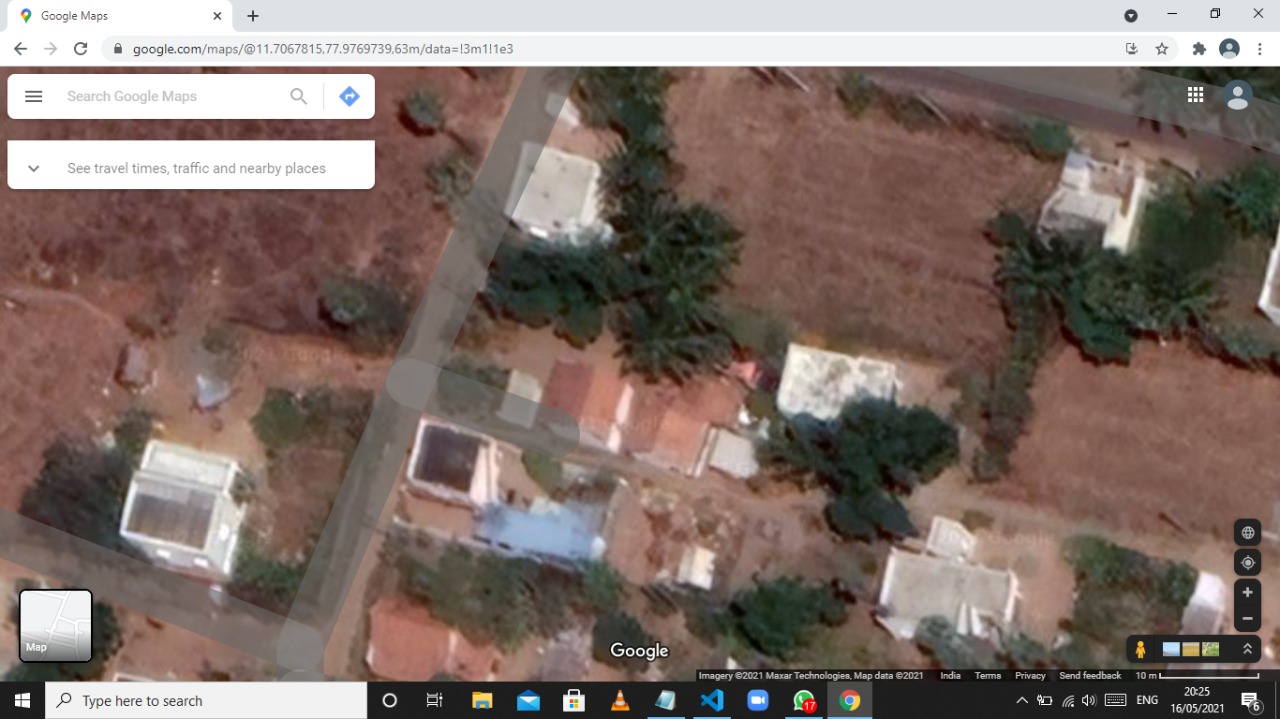 Google Maps
google.com/maps/@11.7067815,77.9769739,63m/data=!3m1!1e3
Search Google Maps
See travel times, traffic and nearby places
Map
Google
Imagery ©2021 Maxar Technologies, Map data ©2021 India Terms Privacy Send feedback 10 m
Type here to search
17
ENG
20:25
16/05/2021
6